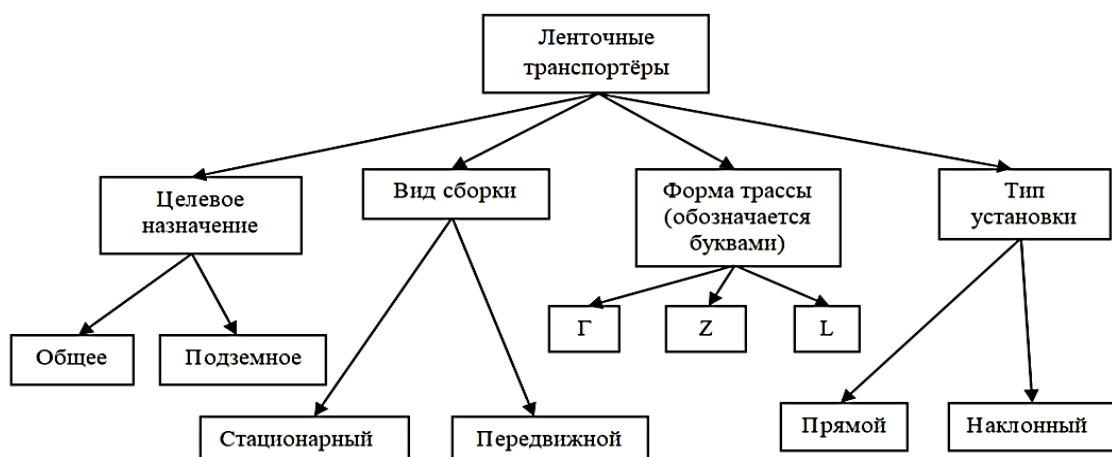 Ленточные
транспортёры
Целевое
назначение
Вид сборки
Форма трассы
(обозначается
буквами)
Тип
установки
Общее
Подземное
Г
Z
L
Стационарный
Передвижной
Прямой
Наклонный